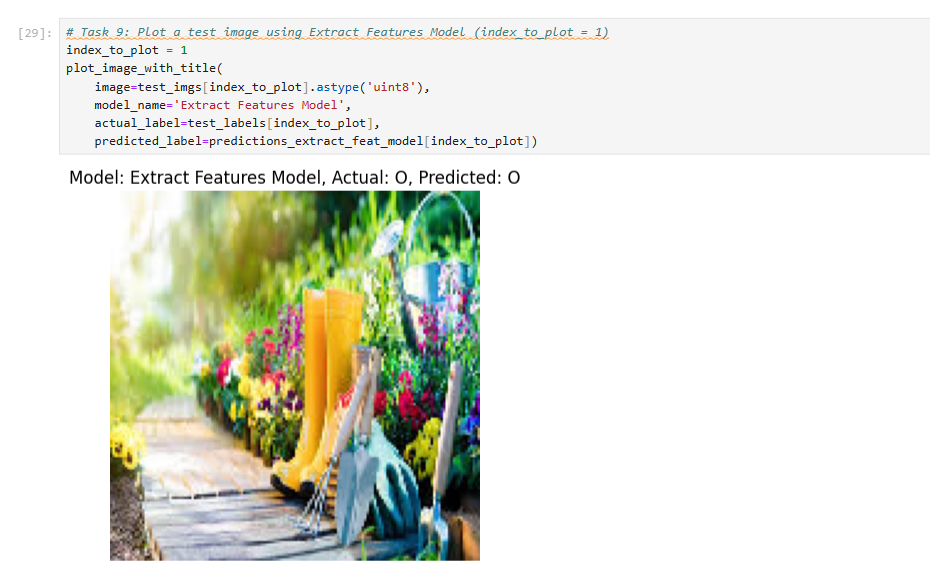 [29]:
# Task 9: Plot a test image using Extract Features Model (index_to_plot = 1)
index_to_plot = 1
plot_image_with_title(
    image=test_imgs[index_to_plot].astype('uint8'),
    model_name='Extract Features Model',
    actual_label=test_labels[index_to_plot],
    predicted_label=predictions_extract_feat_model[index_to_plot])
Model: Extract Features Model, Actual: O, Predicted: O